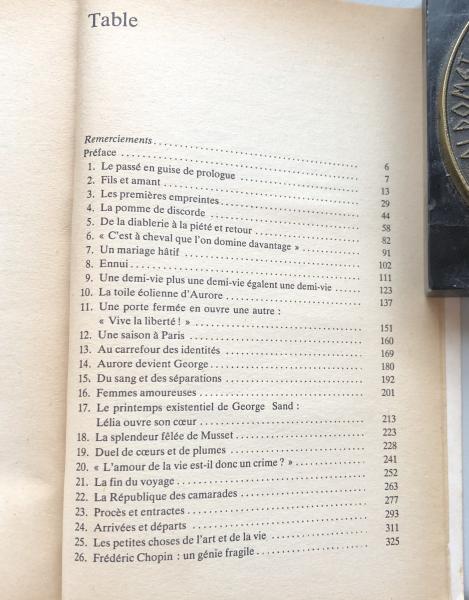 Table
Remerciements.................... 6
Préface .................... 7
1. Le passé en guise de prologue .................... 13
2. Fils et amant.................... 29
3. Les premières empreintes.................... 44
4. La pomme de discorde .................... 58
5. De la diablerie à la piété et retour .................... 82
6. « C'est à cheval que l'on domine davantage » .......... 91
7. Un mariage hâtif .................... 102
8. Ennui.................... 111
9. Une demi-vie plus une demi-vie égalent une demi-vie ..... 123
10. La toile éolienne d'Aurore.................... 137
11. Une porte fermée en ouvre une autre :
« Vive la liberté ! » .................... 151
12. Une saison à Paris .................... 160
13. Au carrefour des identités .................... 169
14. Aurore devient George .................... 180
15. Du sang et des séparations .................... 192
16. Femmes amoureuses .................... 201
17. Le printemps existentiel de George Sand :
Lélia ouvre son cœur .................... 213
18. La splendeur fêlée de Musset.................... 223
19. Duel de cœurs et de plumes .................... 228
20. « L'amour de la vie est-il donc un crime ? » .......... 241
21. La fin du voyage .................... 252
22. La République des camarades .................... 263
23. Procès et entractes .................... 277
24. Arrivées et départs .................... 293
25. Les petites choses de l'art et de la vie .................... 311
26. Frédéric Chopin : un génie fragile.................... 325